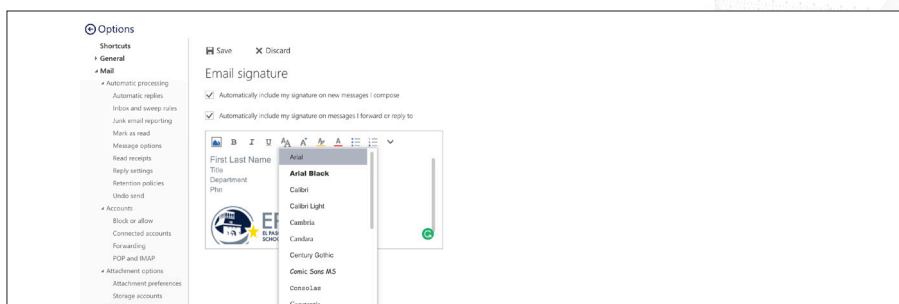 Options
Shortcuts
General
Mail
Automatic processing
Automatic replies
Inbox and sweep rules
Junk email reporting
Mark as read
Message options
Read receipts
Reply settings
Retention policies
Undo send
Accounts
Block or allow
Connected accounts
Forwarding
POP and IMAP
Attachment options
Attachment preferences
Storage accounts
Save Discard
Email signature
Automatically include my signature on new messages I compose
Automatically include my signature on messages I forward or reply to
B I U
First Last Name
Title
Department
Phn
EL PAS
SCHOO
Arial
Arial Black
Calibri
Calibri Light
Cambria
Candara
Century Gothic
Comic Sans MS
Consolas